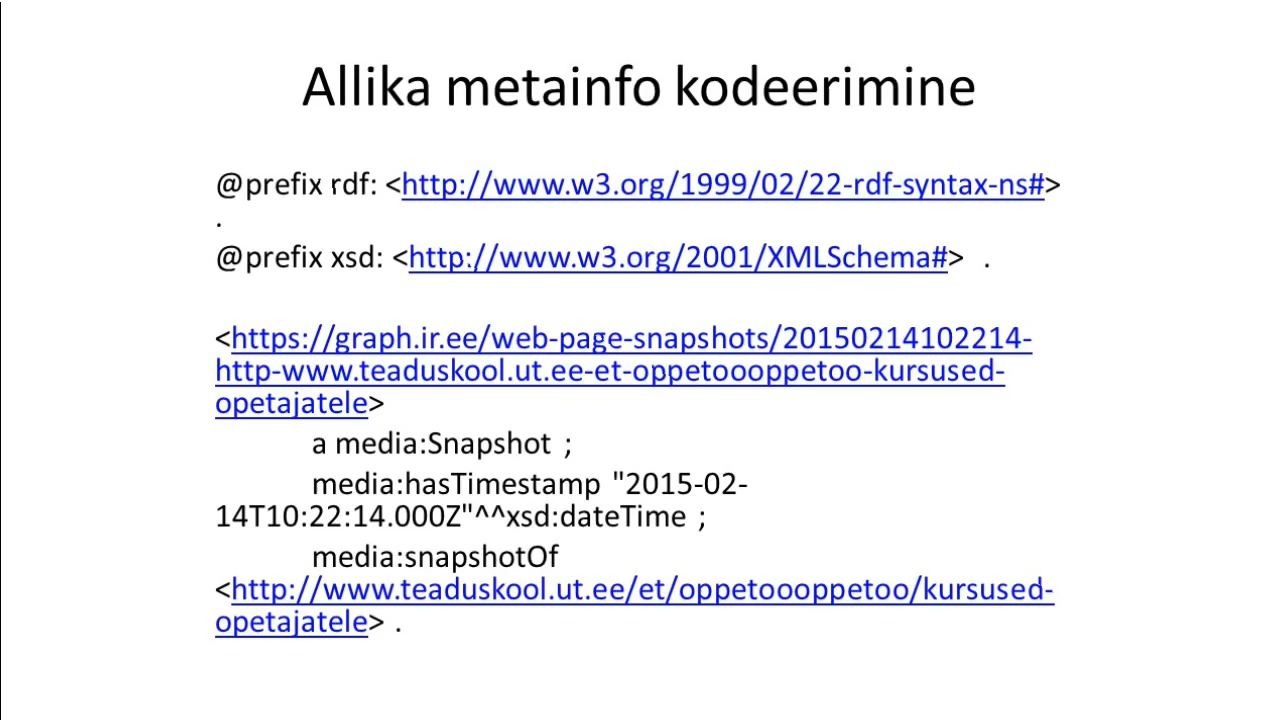 Allika metainfo kodeerimine
@prefix rdf: <http://www.w3.org/1999/02/22-rdf-syntax-ns#>
.
@prefix xsd: <http://www.w3.org/2001/XMLSchema#> .
<https://graph.ir.ee/web-page-snapshots/20150214102214-
http-www.teaduskool.ut.ee-et-oppetoooppetoo-kursused-
opetajatele>
a media:Snapshot ;
media:hasTimestamp "2015-02-
14T10:22:14.000Z"^^xsd:dateTime ;
media:snapshotOf
<http://www.teaduskool.ut.ee/et/oppetoooppetoo/kursused-
opetajatele> .